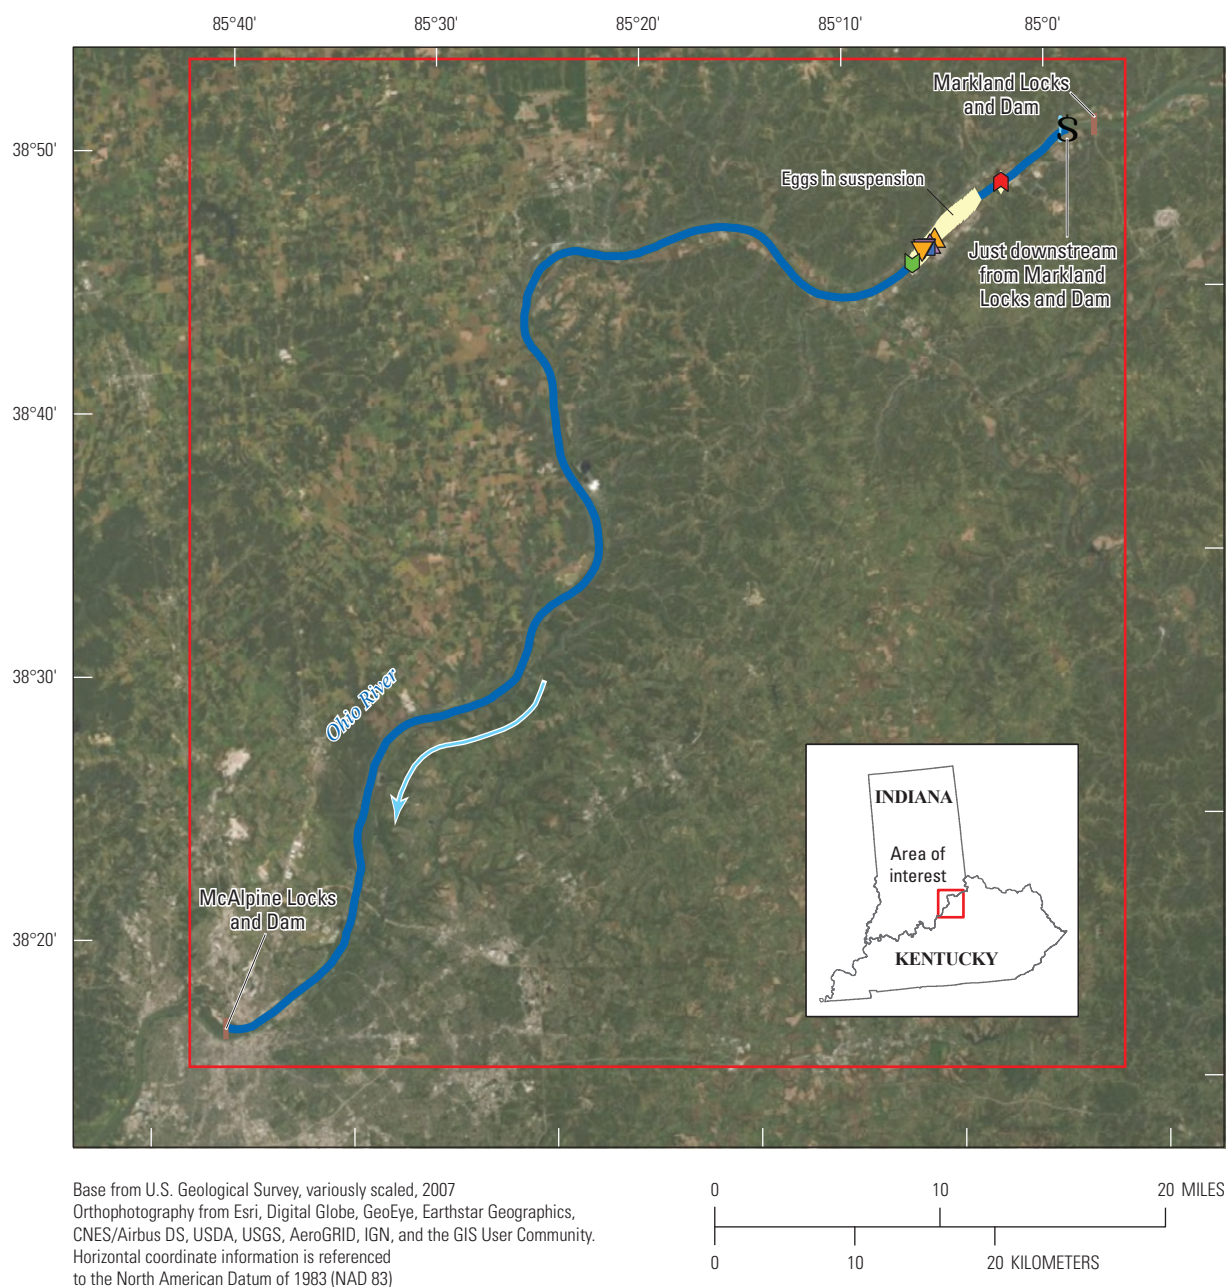 85°40' 85°30' 85°20' 85°10' 85°0'
Markland Locks
and Dam
S
38°50'
Eggs in suspension
Just downstream
from Markland
Locks and Dam
38°40'
38°30'
Ohio River
INDIANA
Area of
interest
McAlpine Locks
and Dam
38°20'
KENTUCKY
Base from U.S. Geological Survey, variously scaled, 2007
Orthophotography from Esri, Digital Globe, GeoEye, Earthstar Geographics,
CNES/Airbus DS, USDA, USGS, AeroGRID, IGN, and the GIS User Community.
Horizontal coordinate information is referenced
to the North American Datum of 1983 (NAD 83)
0 10 20 MILES
0 10 20 KILOMETERS